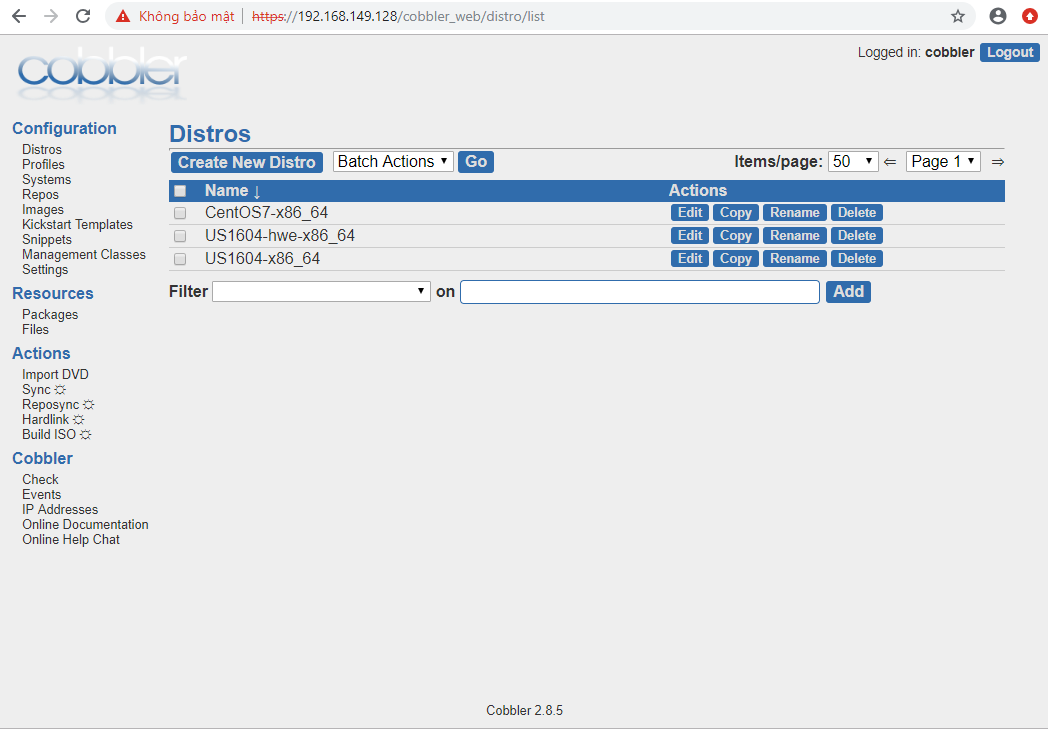 Không bảo mật https://192.168.149.128/cobbler_web/distro/list
cobbler
Logged in: cobbler Logout
Configuration
Distros
Profiles
Systems
Repos
Images
Kickstart Templates
Snippets
Management Classes
Settings
Resources
Packages
Files
Actions
Import DVD
Sync
Reposync
Hardlink
Build ISO
Cobbler
Check
Events
IP Addresses
Online Documentation
Online Help Chat
Distros
Create New Distro Batch Actions Go Items/page: 50 ⇐ Page 1 ⇒
Name ↓ Actions
CentOS7-x86_64 Edit Copy Rename Delete
US1604-hwe-x86_64 Edit Copy Rename Delete
US1604-x86_64 Edit Copy Rename Delete
Filter on Add
Cobbler 2.8.5